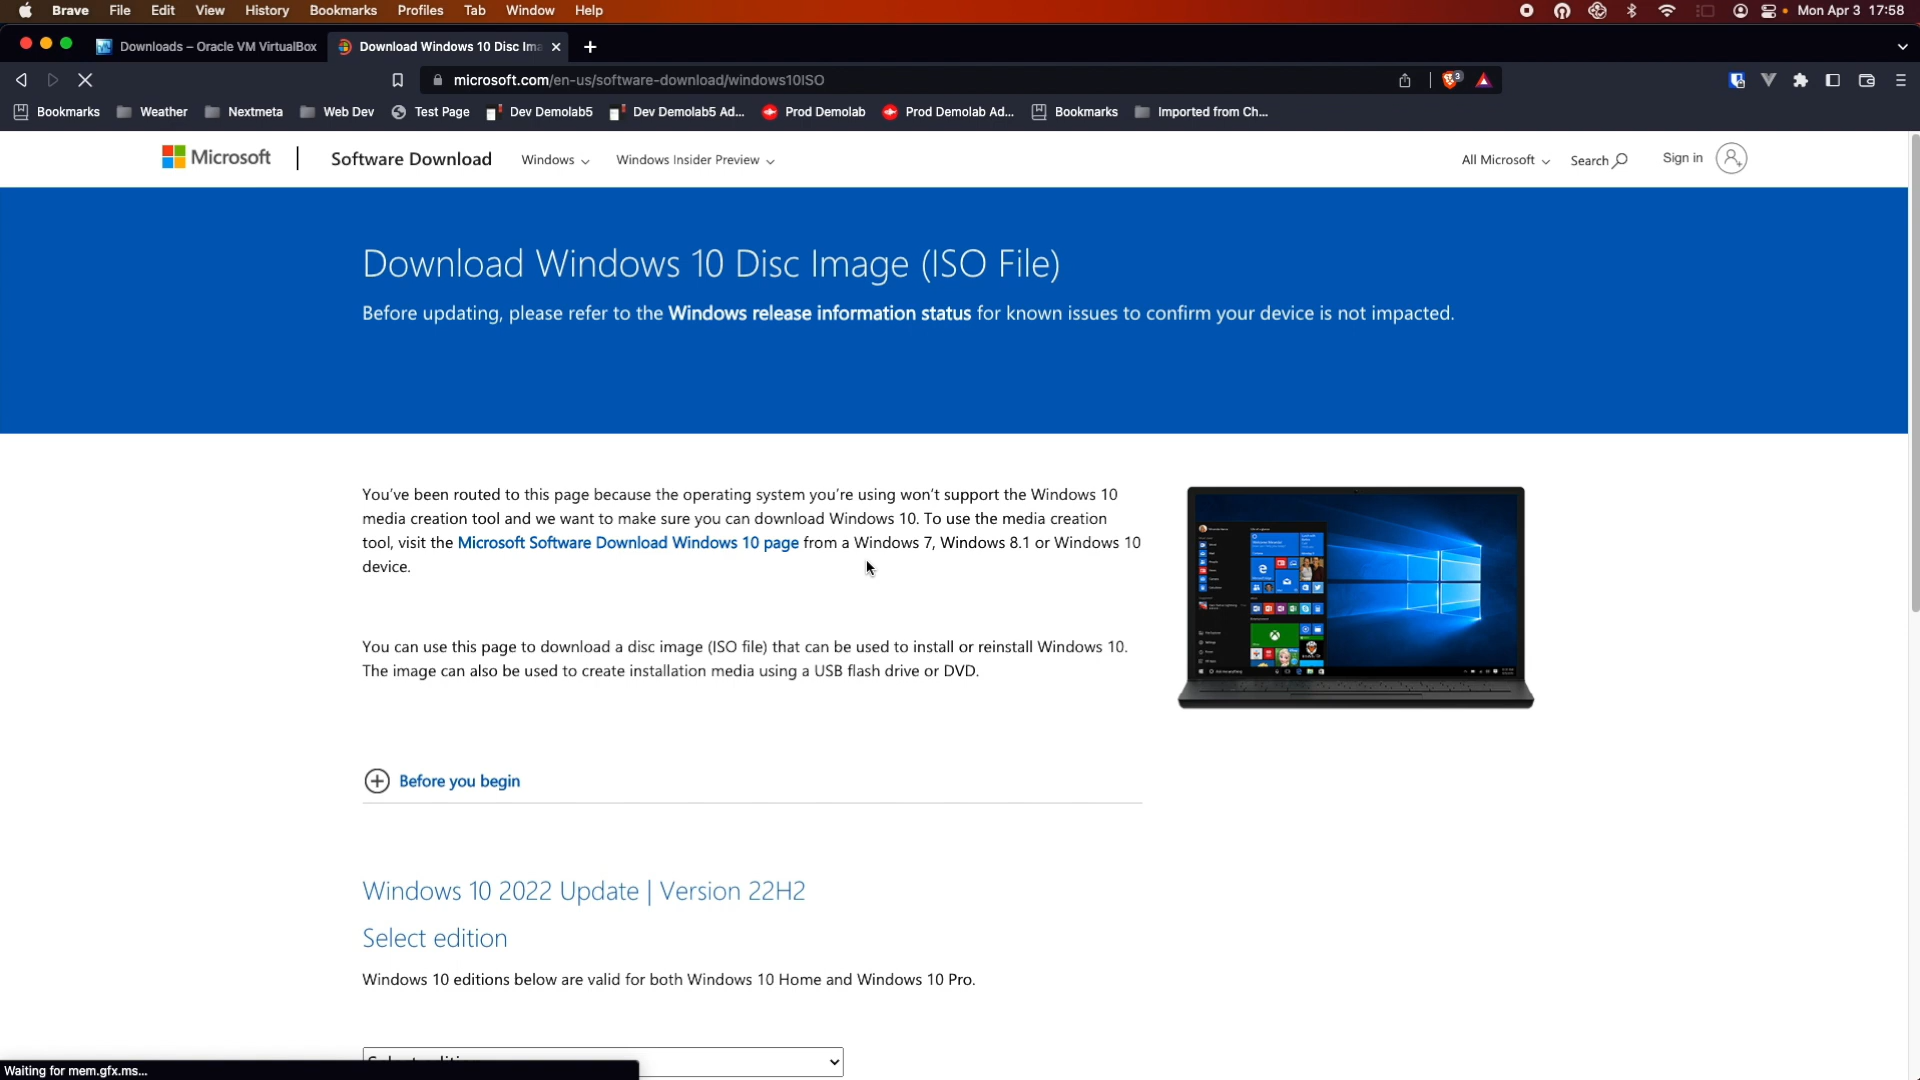 Brave File Edit View History Bookmarks Profiles Tab Window Help Mon Apr 3 17:58
Downloads – Oracle VM VirtualBox Download Windows 10 Disc Ima
microsoft.com/en-us/software-download/windows10ISO 3
Bookmarks Weather Nextmeta Web Dev Test Page Dev Demolab5 Dev Demolab5 Ad... Prod Demolab Prod Demolab Ad... Bookmarks Imported from Ch...
Microsoft Software Download Windows Windows Insider Preview All Microsoft Search Sign in
Download Windows 10 Disc Image (ISO File)
Before updating, please refer to the Windows release information status for known issues to confirm your device is not impacted.
You've been routed to this page because the operating system you're using won't support the Windows 10
media creation tool and we want to make sure you can download Windows 10. To use the media creation
tool, visit the Microsoft Software Download Windows 10 page from a Windows 7, Windows 8.1 or Windows 10
device.
You can use this page to download a disc image (ISO file) that can be used to install or reinstall Windows 10.
The image can also be used to create installation media using a USB flash drive or DVD.
Before you begin
Windows 10 2022 Update | Version 22H2
Select edition
Windows 10 editions below are valid for both Windows 10 Home and Windows 10 Pro.
Waiting for mem.gfx.ms...